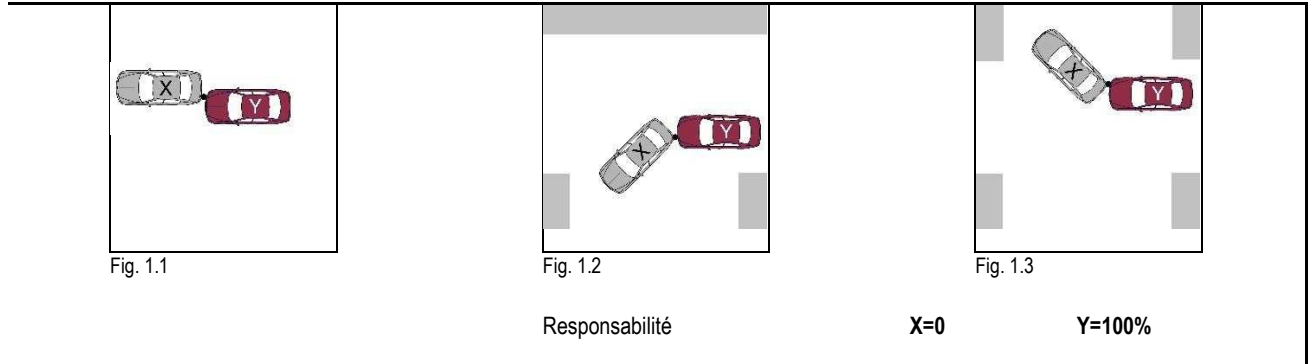 X Y
X Y
X Y
Fig. 1.1 Fig. 1.2 Fig. 1.3
Responsabilité X=0 Y=100%